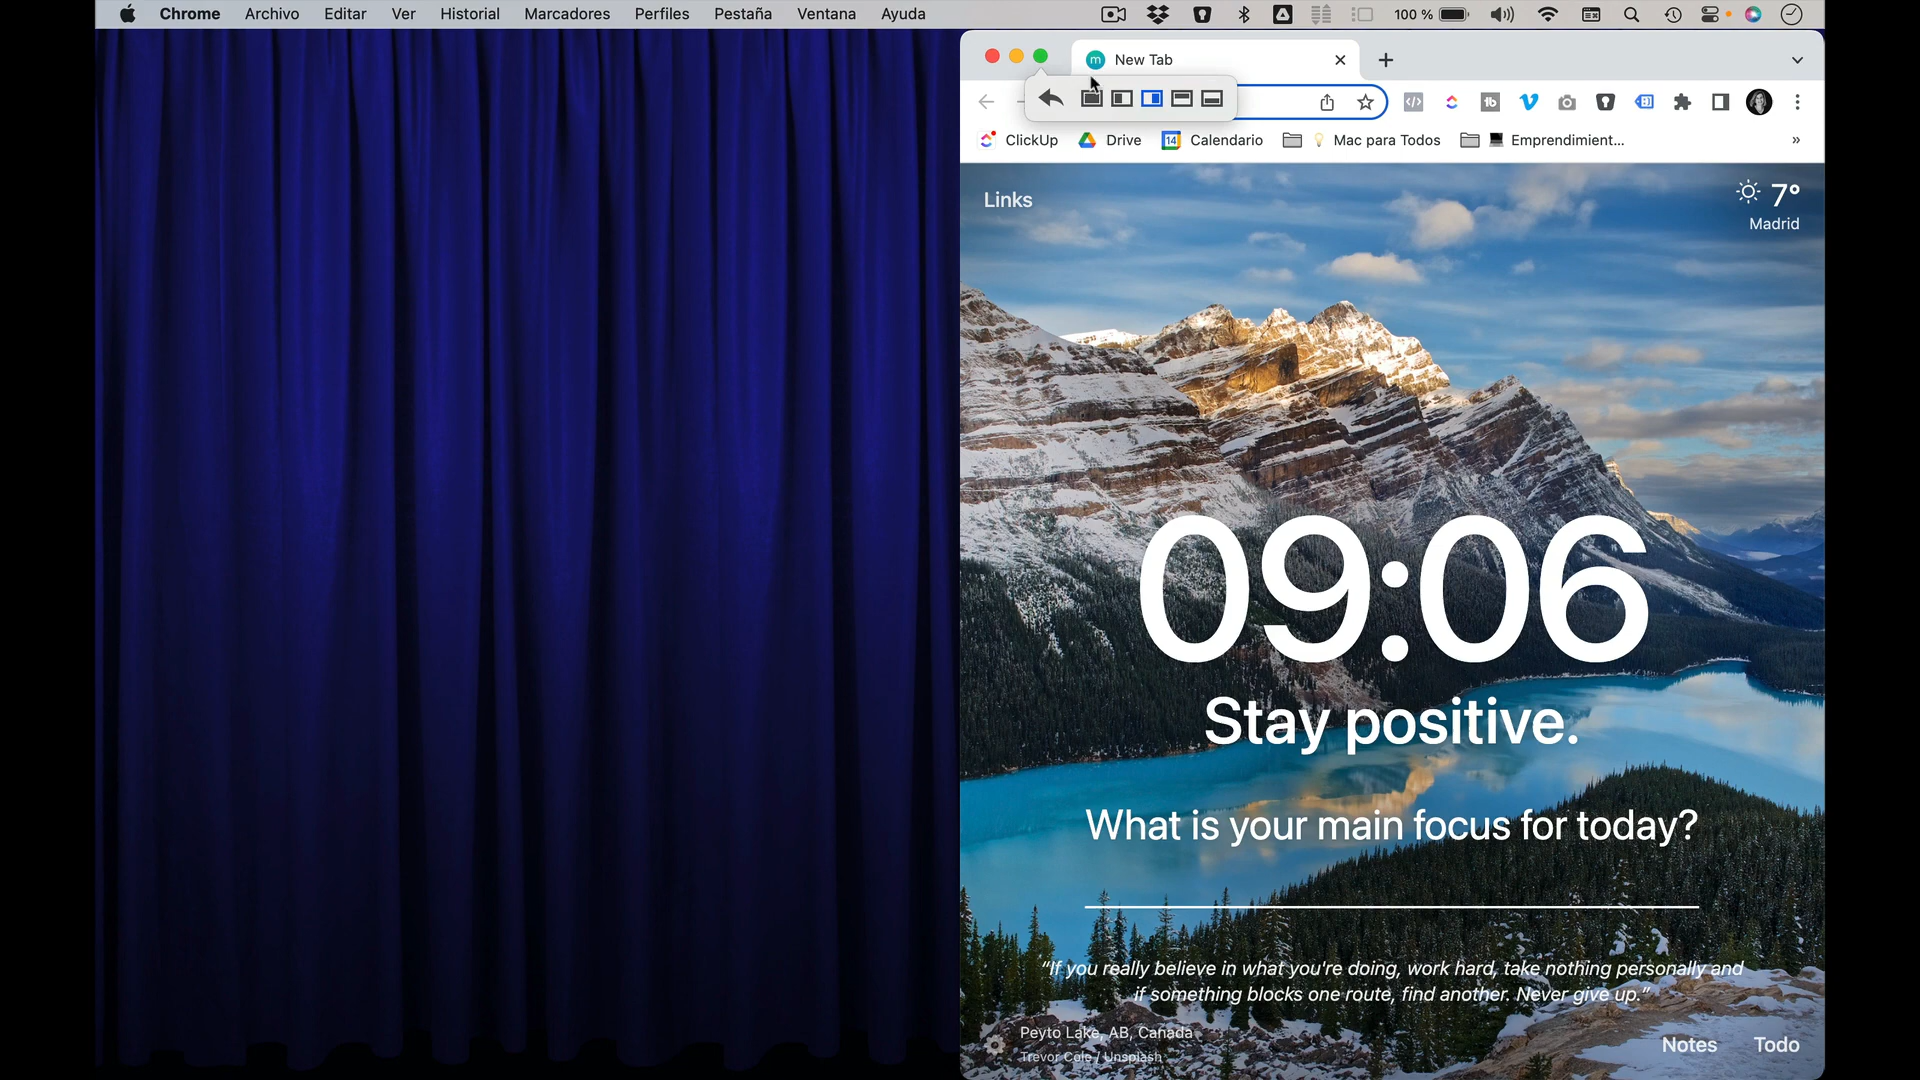 Chrome Archivo Editar Ver Historial Marcadores Perfiles Pestaña Ventana Ayuda 100 %
m New Tab
ClickUp Drive 14 Calendario Mac para Todos Emprendimient... »
Links
7°
Madrid
09:06
Stay positive.
What is your main focus for today?
“If you really believe in what you're doing, work hard, take nothing personally and
if something blocks one route, find another. Never give up.”
Peyto Lake, AB, Canada
Trevor Cole / Unsplash
Notes Todo